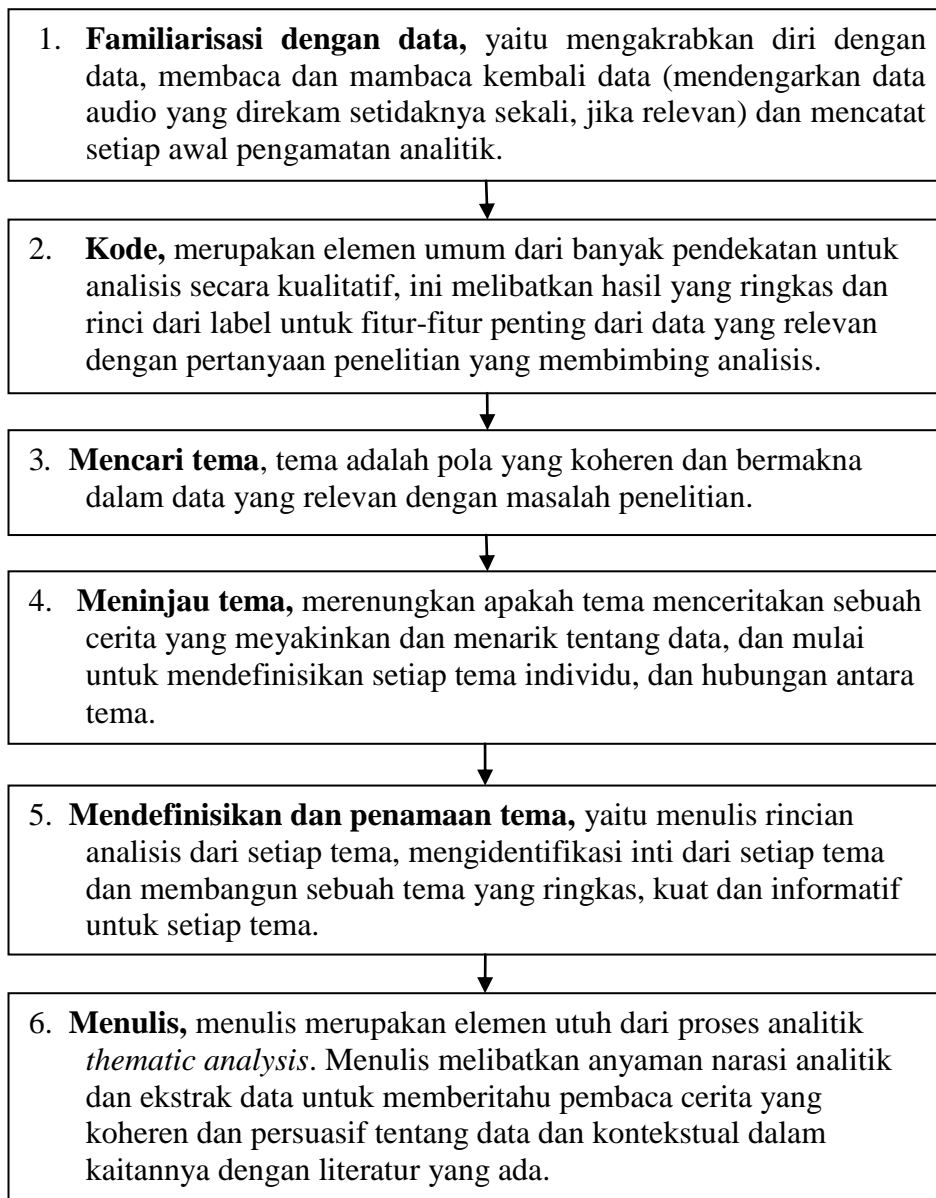 1. Familiarisasi dengan data, yaitu mengakrabkan diri dengan
data, membaca dan mambaca kembali data (mendengarkan data
audio yang direkam setidaknya sekali, jika relevan) dan mencatat
setiap awal pengamatan analitik.
2. Kode, merupakan elemen umum dari banyak pendekatan untuk
analisis secara kualitatif, ini melibatkan hasil yang ringkas dan
rinci dari label untuk fitur-fitur penting dari data yang relevan
dengan pertanyaan penelitian yang membimbing analisis.
3. Mencari tema, tema adalah pola yang koheren dan bermakna
dalam data yang relevan dengan masalah penelitian.
4. Meninjau tema, merenungkan apakah tema menceritakan sebuah
cerita yang meyakinkan dan menarik tentang data, dan mulai
untuk mendefinisikan setiap tema individu, dan hubungan antara
tema.
5. Mendefinisikan dan penamaan tema, yaitu menulis rincian
analisis dari setiap tema, mengidentifikasi inti dari setiap tema
dan membangun sebuah tema yang ringkas, kuat dan informatif
untuk setiap tema.
6. Menulis, menulis merupakan elemen utuh dari proses analitik
thematic analysis. Menulis melibatkan anyaman narasi analitik
dan ekstrak data untuk memberitahu pembaca cerita yang
koheren dan persuasif tentang data dan kontekstual dalam
kaitannya dengan literatur yang ada.